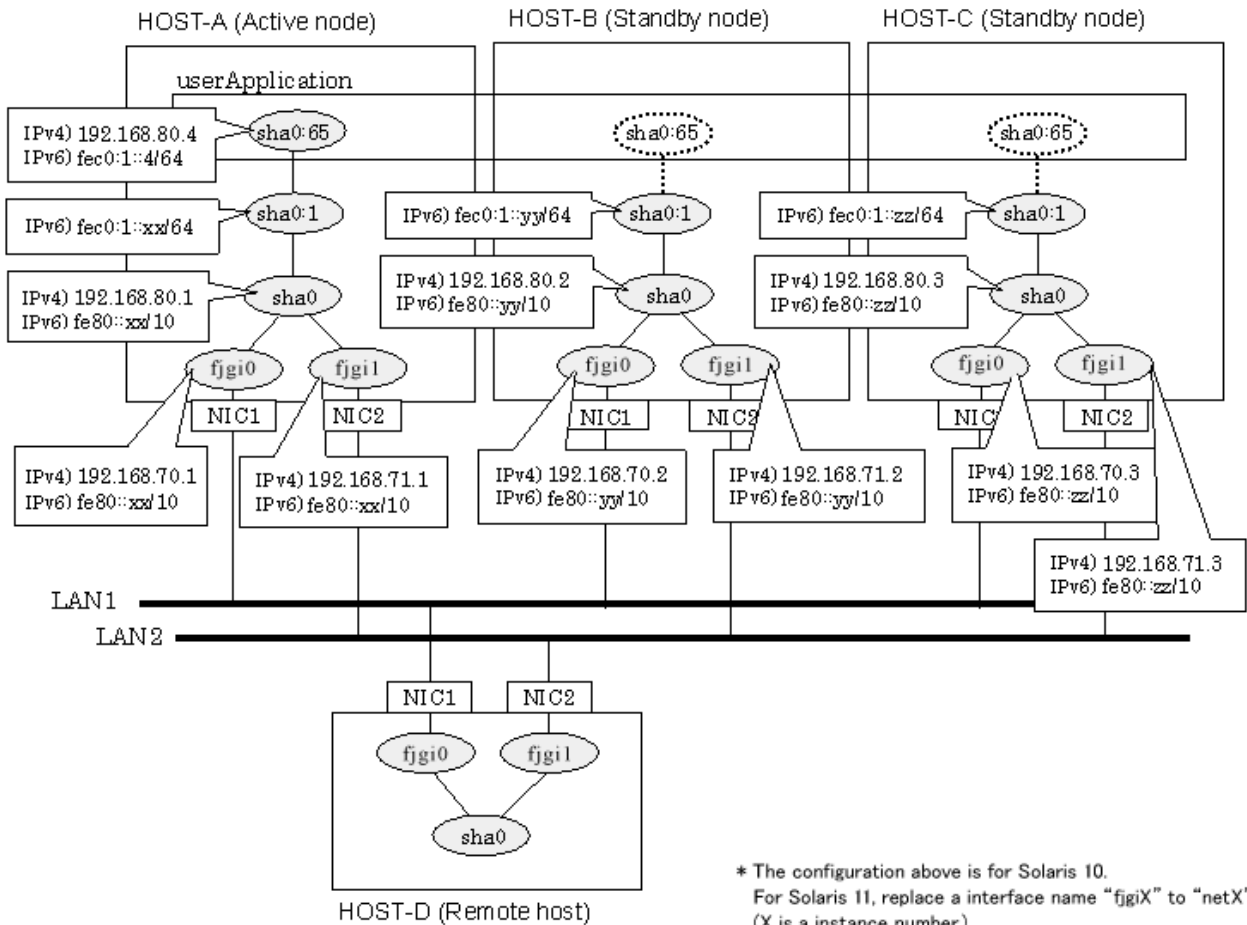 HOST-A (Active node)
HOST-B (Standby node)
HOST-C (Standby node)
userApplication
IPv4) 192.168.80.4
IPv6) fec0:1::4/64
sha0:65
sha0:65
sha0:65
IPv6) fec0:1::xx/64
sha0:1
IPv6) fec0:1::yy/64
sha0:1
IPv6) fec0:1::zz/64
sha0:1
IPv4) 192.168.80.1
IPv6) fe80::xx/10
sha0
IPv4) 192.168.80.2
IPv6) fe80::yy/10
sha0
IPv4) 192.168.80.3
IPv6) fe80::zz/10
sha0
fjgi0
fjgi1
fjgi0
fjgi1
fjgi0
fjgi1
NIC1
NIC2
NIC1
NIC2
NIC
NIC2
IPv4) 192.168.70.1
IPv6) fe80::xx/10
IPv4) 192.168.71.1
IPv6) fe80::xx/10
IPv4) 192.168.70.2
IPv6) fe80::yy/10
IPv4) 192.168.71.2
IPv6) fe80::yy/10
IPv4) 192.168.70.3
IPv6) fe80::zz/10
IPv4) 192.168.71.3
IPv6) fe80::zz/10
LAN1
LAN2
NIC1
NIC2
fjgi0
fjgi1
sha0
HOST-D (Remote host)
* The configuration above is for Solaris 10.
For Solaris 11, replace a interface name "fjgiX" to "netX"
(X is a instance number)